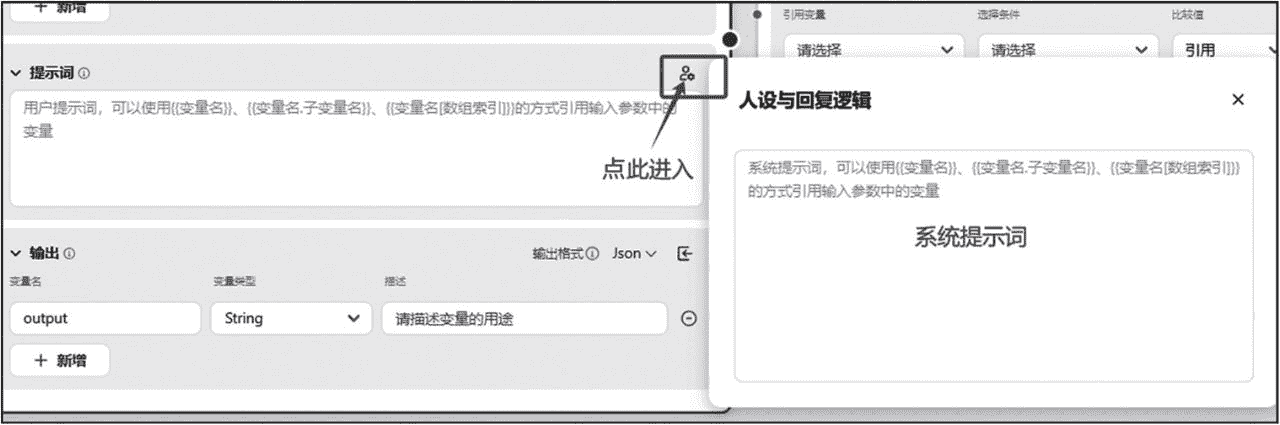 + 新增
提示词
用户提示词，可以使用{{变量名}}、{{变量名.子变量名}}、{{变量名[数组索引]}}的方式引用输入参数中的
变量
点此进入
输出
输出格式 Json
变量名 变量类型 描述
output String 请描述变量的用途
+ 新增
引用变量 选择条件 比较值
请选择 请选择 引用
人设与回复逻辑 ×
系统提示词，可以使用{{变量名}}、{{变量名.子变量名}}、{{变量名[数组索引]}}
的方式引用输入参数中的变量
系统提示词